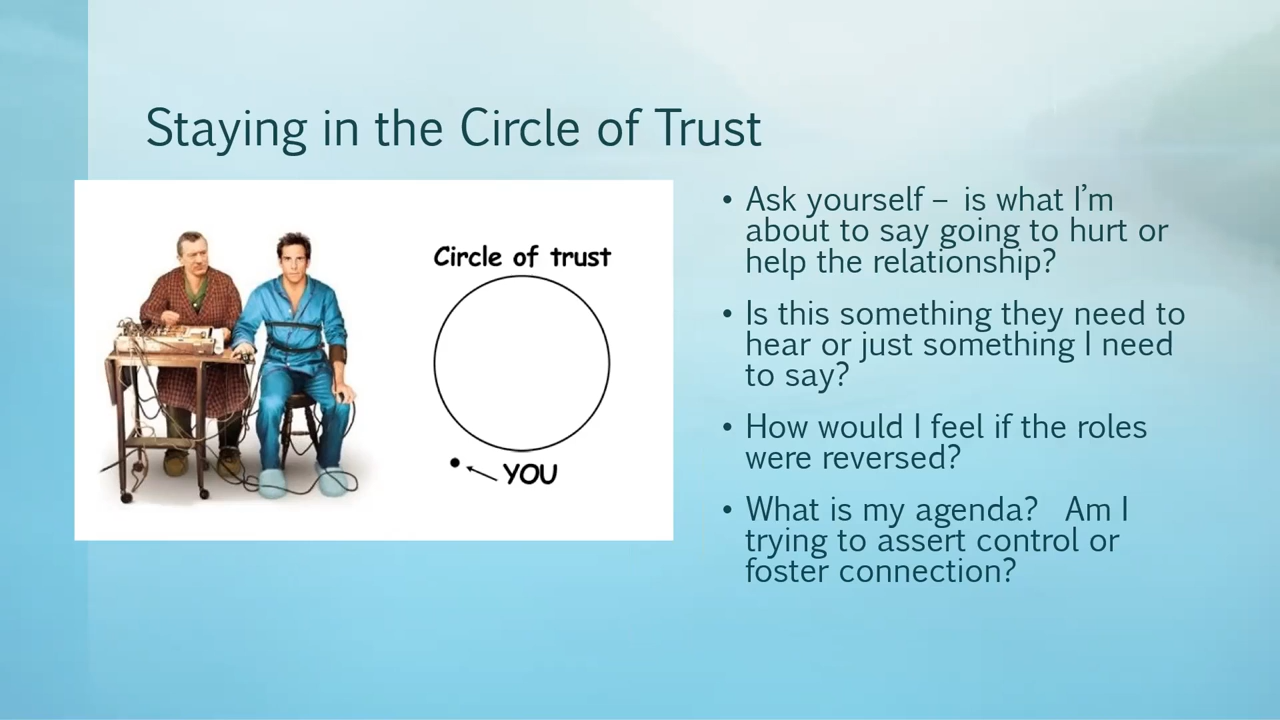 Staying in the Circle of Trust
Circle of trust
YOU
• Ask yourself – is what I’m
about to say going to hurt or
help the relationship?
• Is this something they need to
hear or just something I need
to say?
• How would I feel if the roles
were reversed?
• What is my agenda?   Am I
trying to assert control or
foster connection?